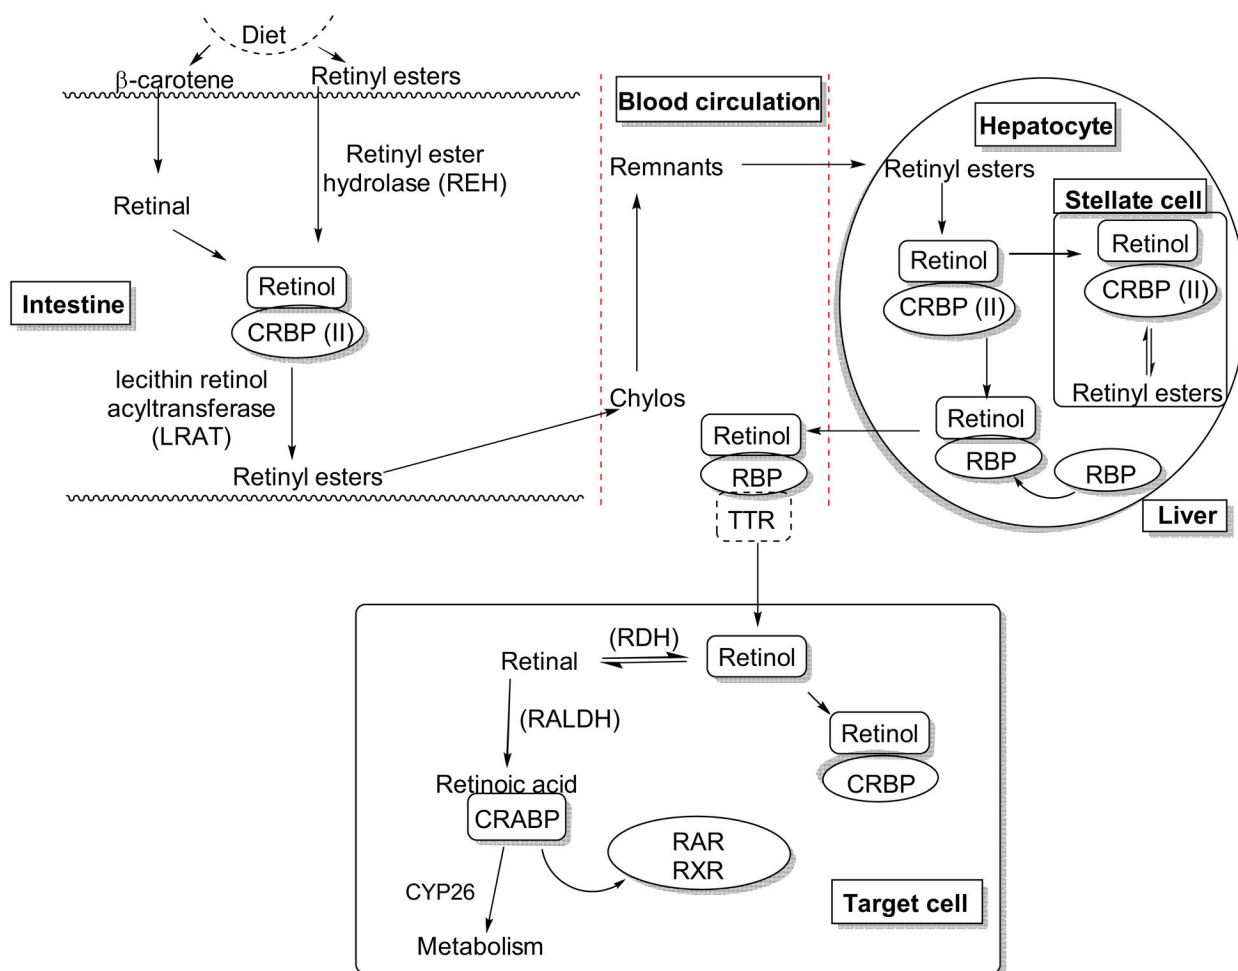 Diet
β-carotene
Retinyl esters
Retinyl ester
hydrolase (REH)
Retinal
Retinol
CRBP (II)
Intestine
lecithin retinol
acyltransferase
(LRAT)
Retinyl esters
Blood circulation
Remnants
Chylos
Retinol
RBP
TTR
Hepatocyte
Retinyl esters
Stellate cell
Retinol
CRBP (II)
Retinol
CRBP (II)
Retinyl esters
Retinol
RBP
RBP
Liver
(RDH)
Retinal
Retinol
(RALDH)
Retinol
CRBP
Retinoic acid
CRABP
RAR
RXR
CYP26
Metabolism
Target cell